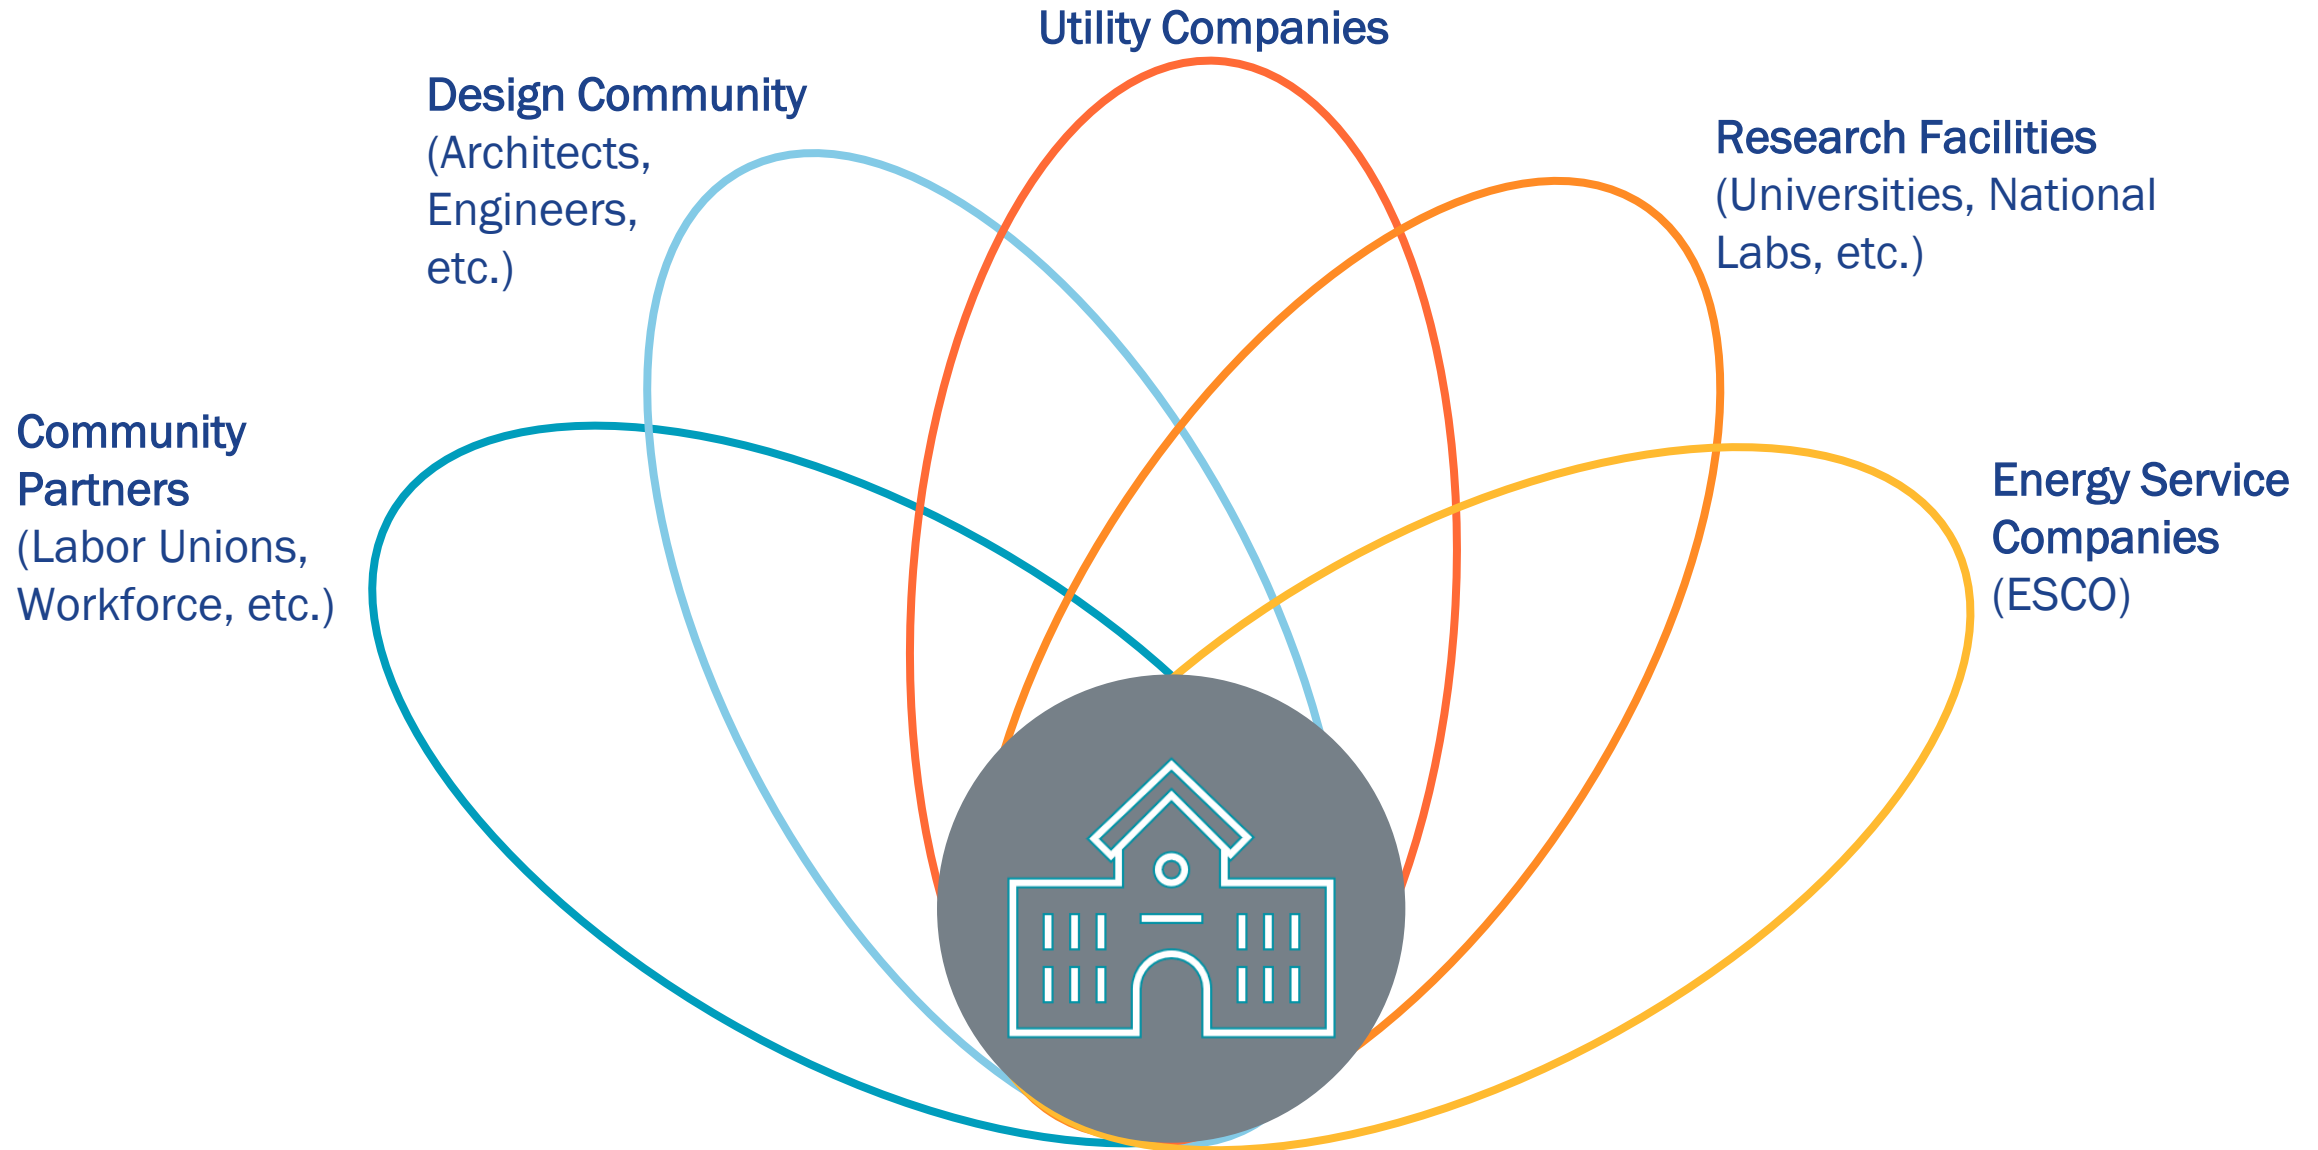 Utility Companies
Design Community
(Architects,
Engineers,
etc.)
Research Facilities
(Universities, National
Labs, etc.)
Community
Partners
(Labor Unions,
Workforce, etc.)
Energy Service
Companies
(ESCO)